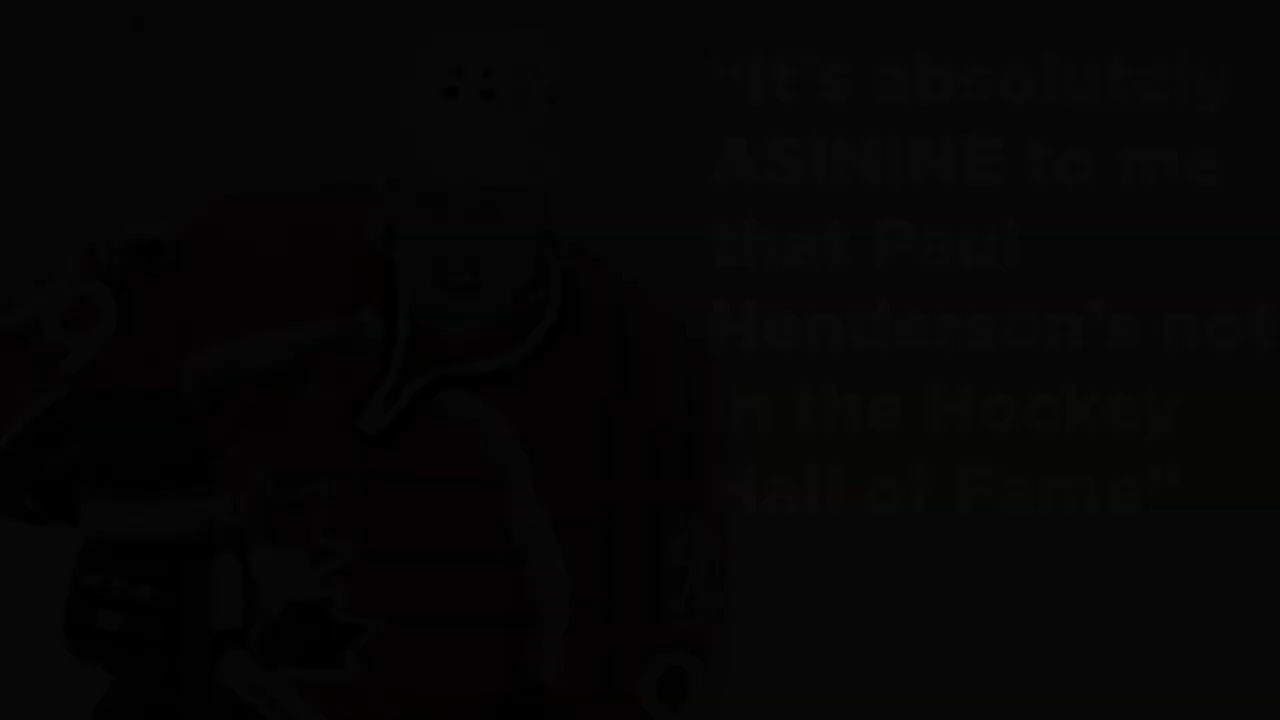 "It's absolutely
ASININE to me
that Paul
Henderson's not
in the Hockey
Hall of Fame"